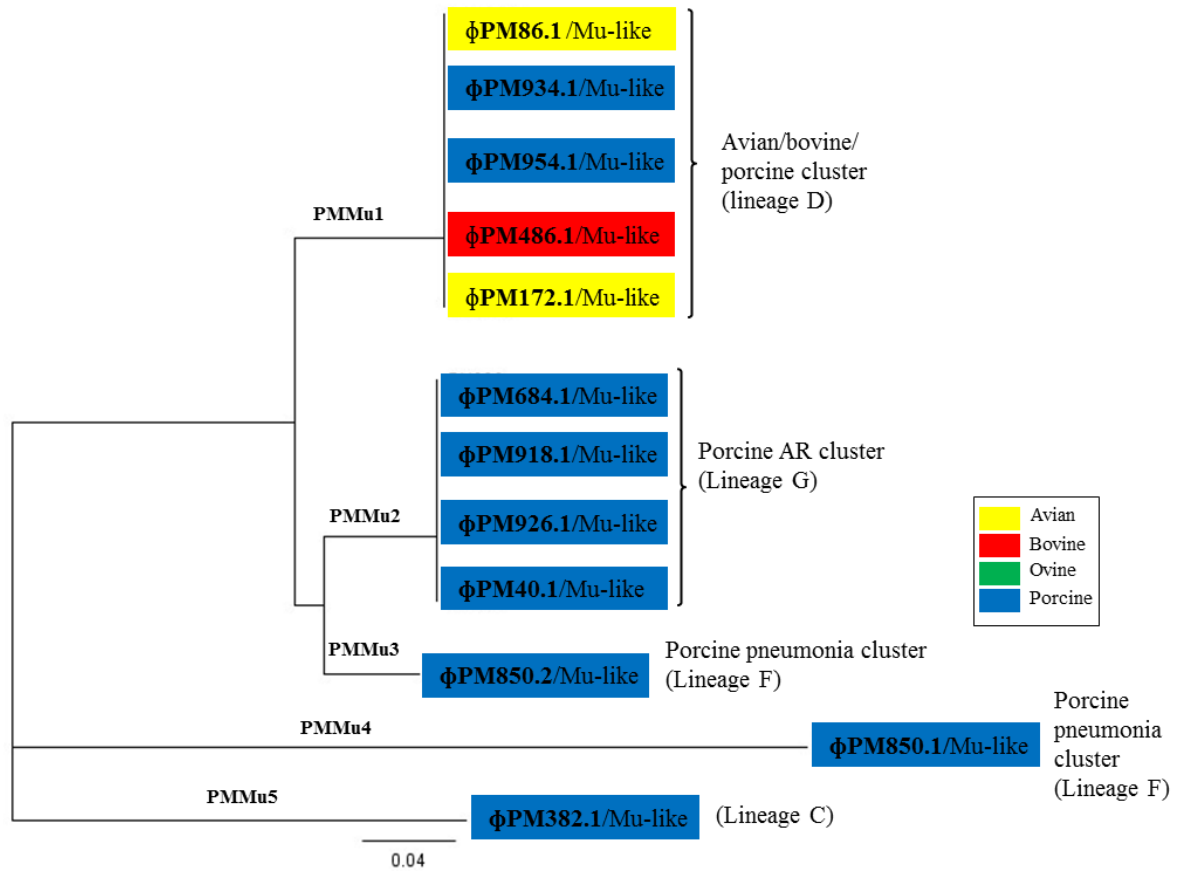 ϕPM86.1/Mu-like
ϕPM934.1/Mu-like
ϕPM954.1/Mu-like
ϕPM486.1/Mu-like
ϕPM172.1/Mu-like
Avian/bovine/
porcine cluster
(lineage D)
PMMu1
ϕPM684.1/Mu-like
ϕPM918.1/Mu-like
ϕPM926.1/Mu-like
ϕPM40.1/Mu-like
Porcine AR cluster
(Lineage G)
PMMu2
PMMu3
ϕPM850.2/Mu-like
Porcine pneumonia cluster
(Lineage F)
PMMu4
ϕPM850.1/Mu-like
Porcine
pneumonia
cluster
(Lineage F)
PMMu5
ϕPM382.1/Mu-like
(Lineage C)
0.04
Avian
Bovine
Ovine
Porcine